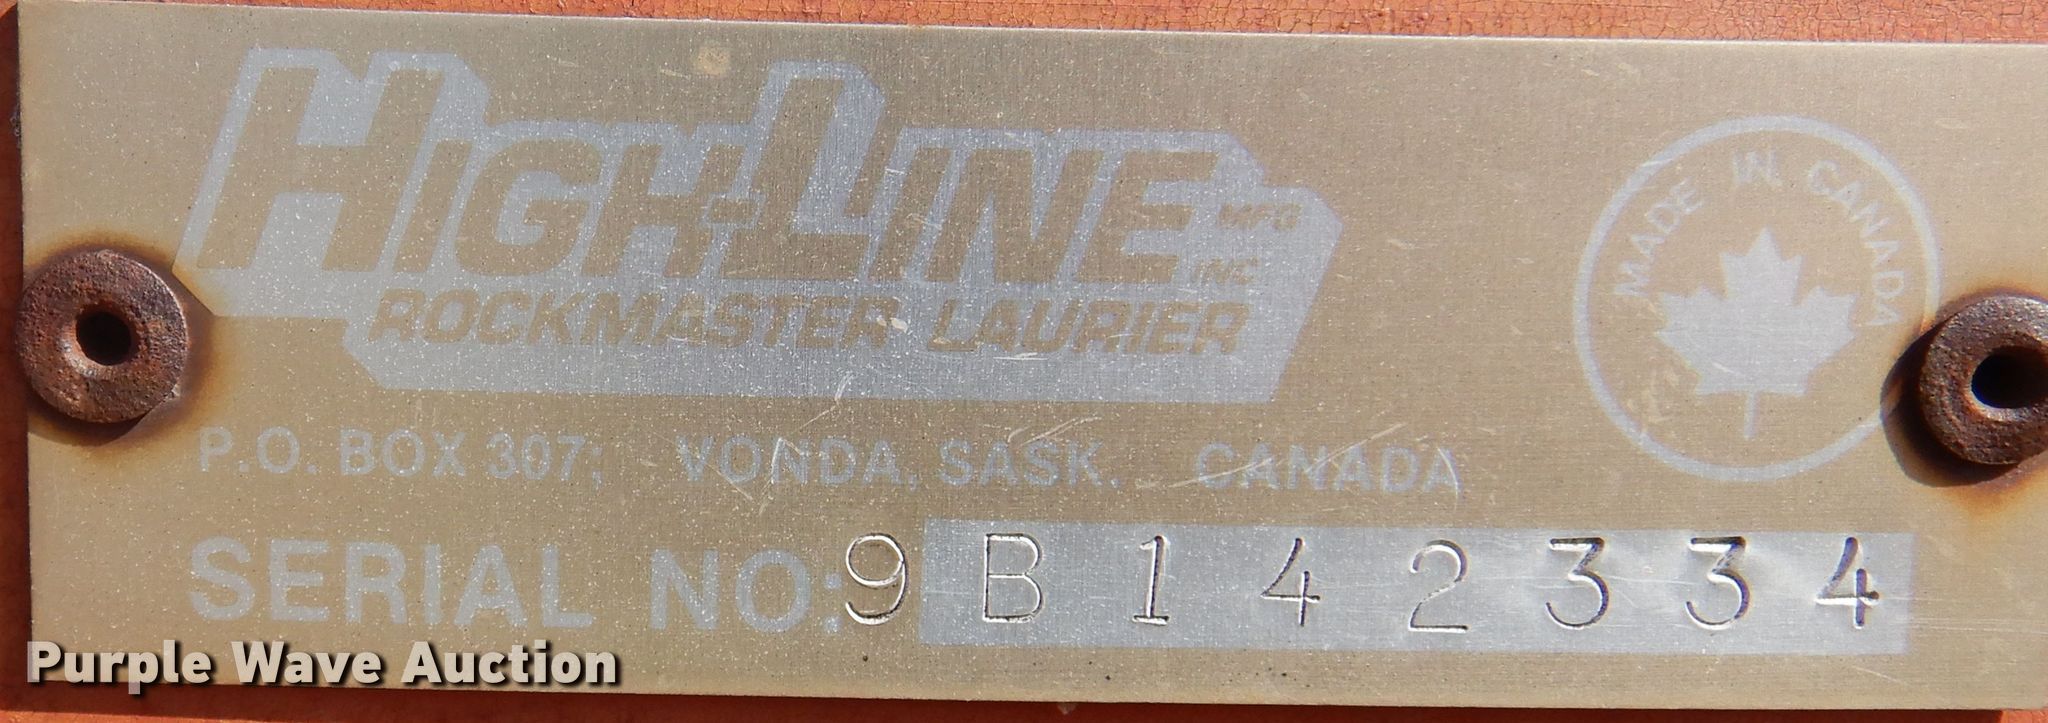 HIGH-LINE MFG INC
ROCKMASTER LAURIER
MADE IN CANADA
P.O. BOX 307; VONDA, SASK. CANADA
SERIAL NO: 9B142334
Purple Wave Auction